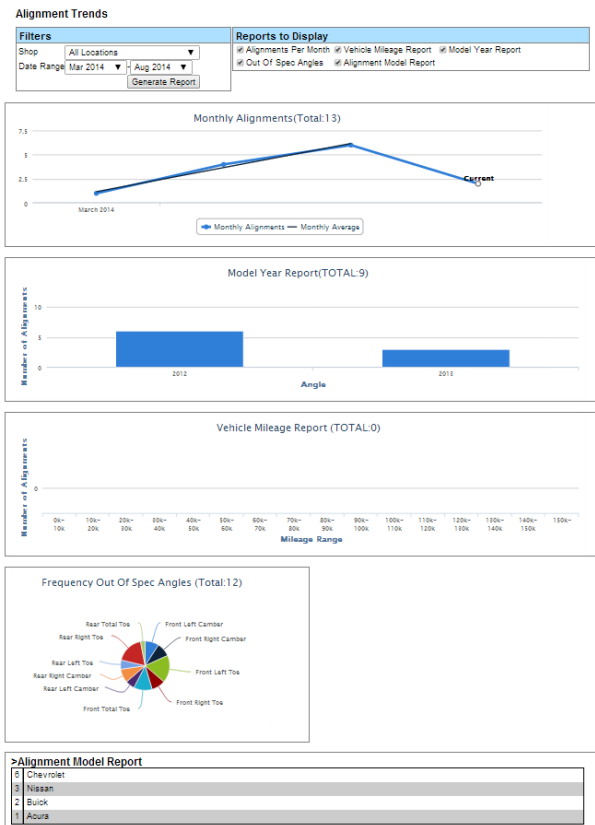 Alignment Trends
Filters
Shop All Locations
Date Range Mar 2014 - Aug 2014
Generate Report
Reports to Display
Alignments Per Month Vehicle Mileage Report Model Year Report
Out Of Spec Angles Alignment Model Report
Monthly Alignments(Total:13)
7.5
5
2.5
0
Current
March 2014
Monthly Alignments Monthly Average
Model Year Report(TOTAL:9)
Number of Alignments
10
5
0
2012 2013
Angle
Vehicle Mileage Report (TOTAL:0)
Number of Alignments
0
0k- 10k- 20k- 30k- 40k- 50k- 60k- 70k- 80k- 90k- 100k- 110k- 120k- 130k- 140k- 150k-
10k 20k 30k 40k 50k 60k 70k 80k 90k 100k 110k 120k 130k 140k 150k
Mileage Range
Frequency Out Of Spec Angles (Total:12)
Rear Total Toe Front Left Camber
Rear Right Toe Front Right Camber
Rear Left Toe Front Left Toe
Rear Right Camber
Rear Left Camber Front Right Toe
Front Total Toe
>Alignment Model Report
6 Chevrolet
3 Nissan
2 Buick
1 Acura